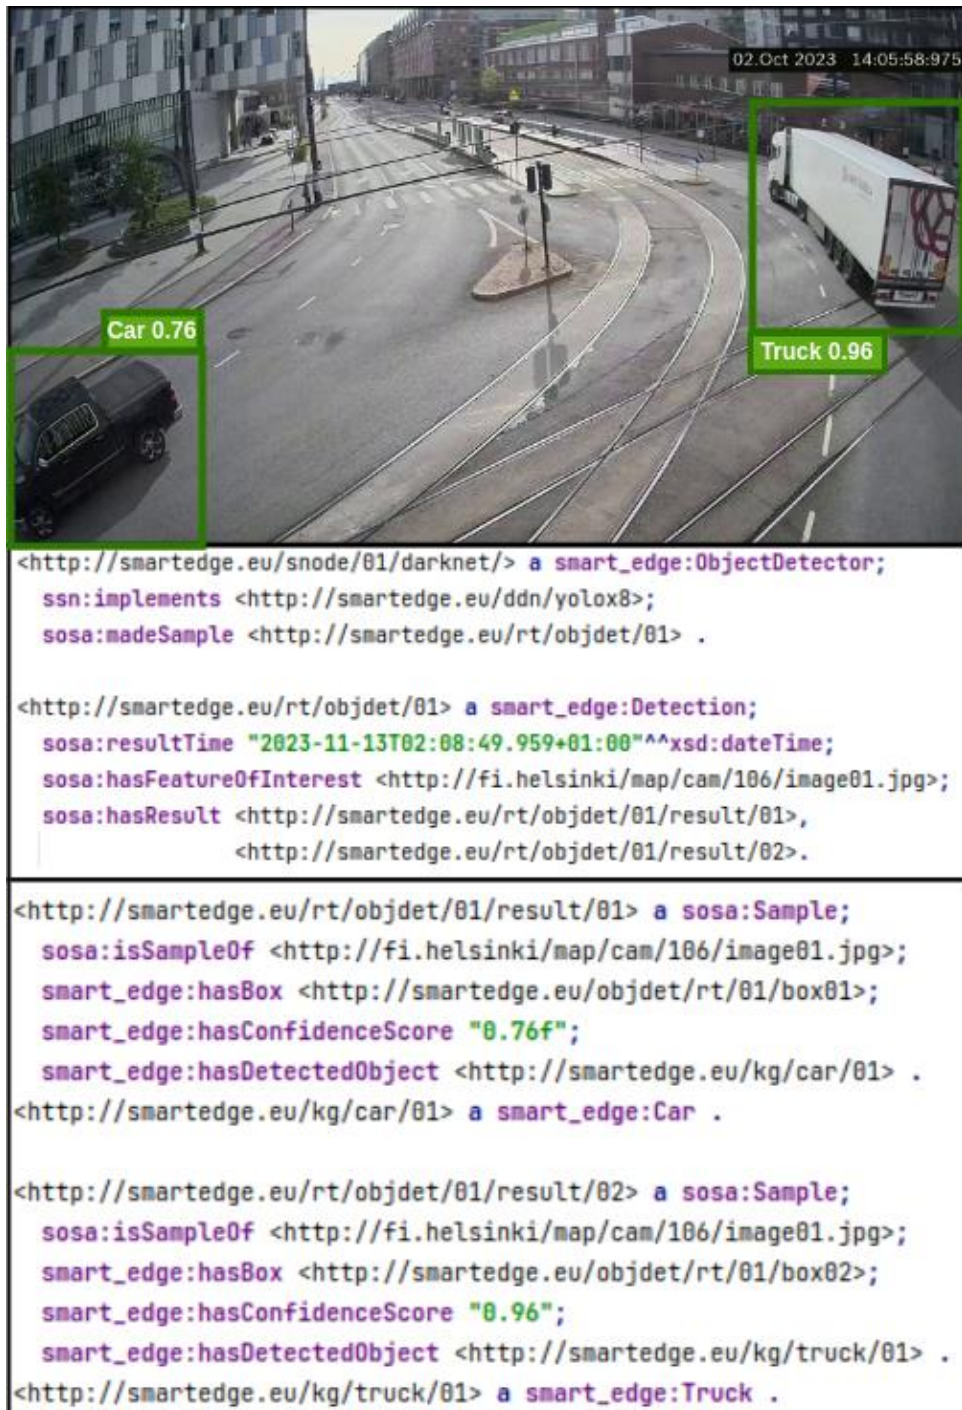 02.Oct 2023 14:05:58:975
Car 0.76
Truck 0.96
<http://smartedge.eu/snode/01/darknet/> a smart_edge:ObjectDetector;
ssn:implements <http://smartedge.eu/ddn/yolox8>;
sosa:madeSample <http://smartedge.eu/rt/objdet/01> .
<http://smartedge.eu/rt/objdet/01> a smart_edge:Detection;
sosa:resultTime "2023-11-13T02:08:49.959+01:00"^^xsd:dateTime;
sosa:hasFeatureOfInterest <http://fi.helsinki/map/cam/106/image01.jpg>;
sosa:hasResult <http://smartedge.eu/rt/objdet/01/result/01>,
<http://smartedge.eu/rt/objdet/01/result/02>.
<http://smartedge.eu/rt/objdet/01/result/01> a sosa:Sample;
sosa:isSampleOf <http://fi.helsinki/map/cam/106/image01.jpg>;
smart_edge:hasBox <http://smartedge.eu/objdet/rt/01/box01>;
smart_edge:hasConfidenceScore "0.76f";
smart_edge:hasDetectedObject <http://smartedge.eu/kg/car/01> .
<http://smartedge.eu/kg/car/01> a smart_edge:Car .
<http://smartedge.eu/rt/objdet/01/result/02> a sosa:Sample;
sosa:isSampleOf <http://fi.helsinki/map/cam/106/image01.jpg>;
smart_edge:hasBox <http://smartedge.eu/objdet/rt/01/box02>;
smart_edge:hasConfidenceScore "0.96";
smart_edge:hasDetectedObject <http://smartedge.eu/kg/truck/01> .
<http://smartedge.eu/kg/truck/01> a smart_edge:Truck .